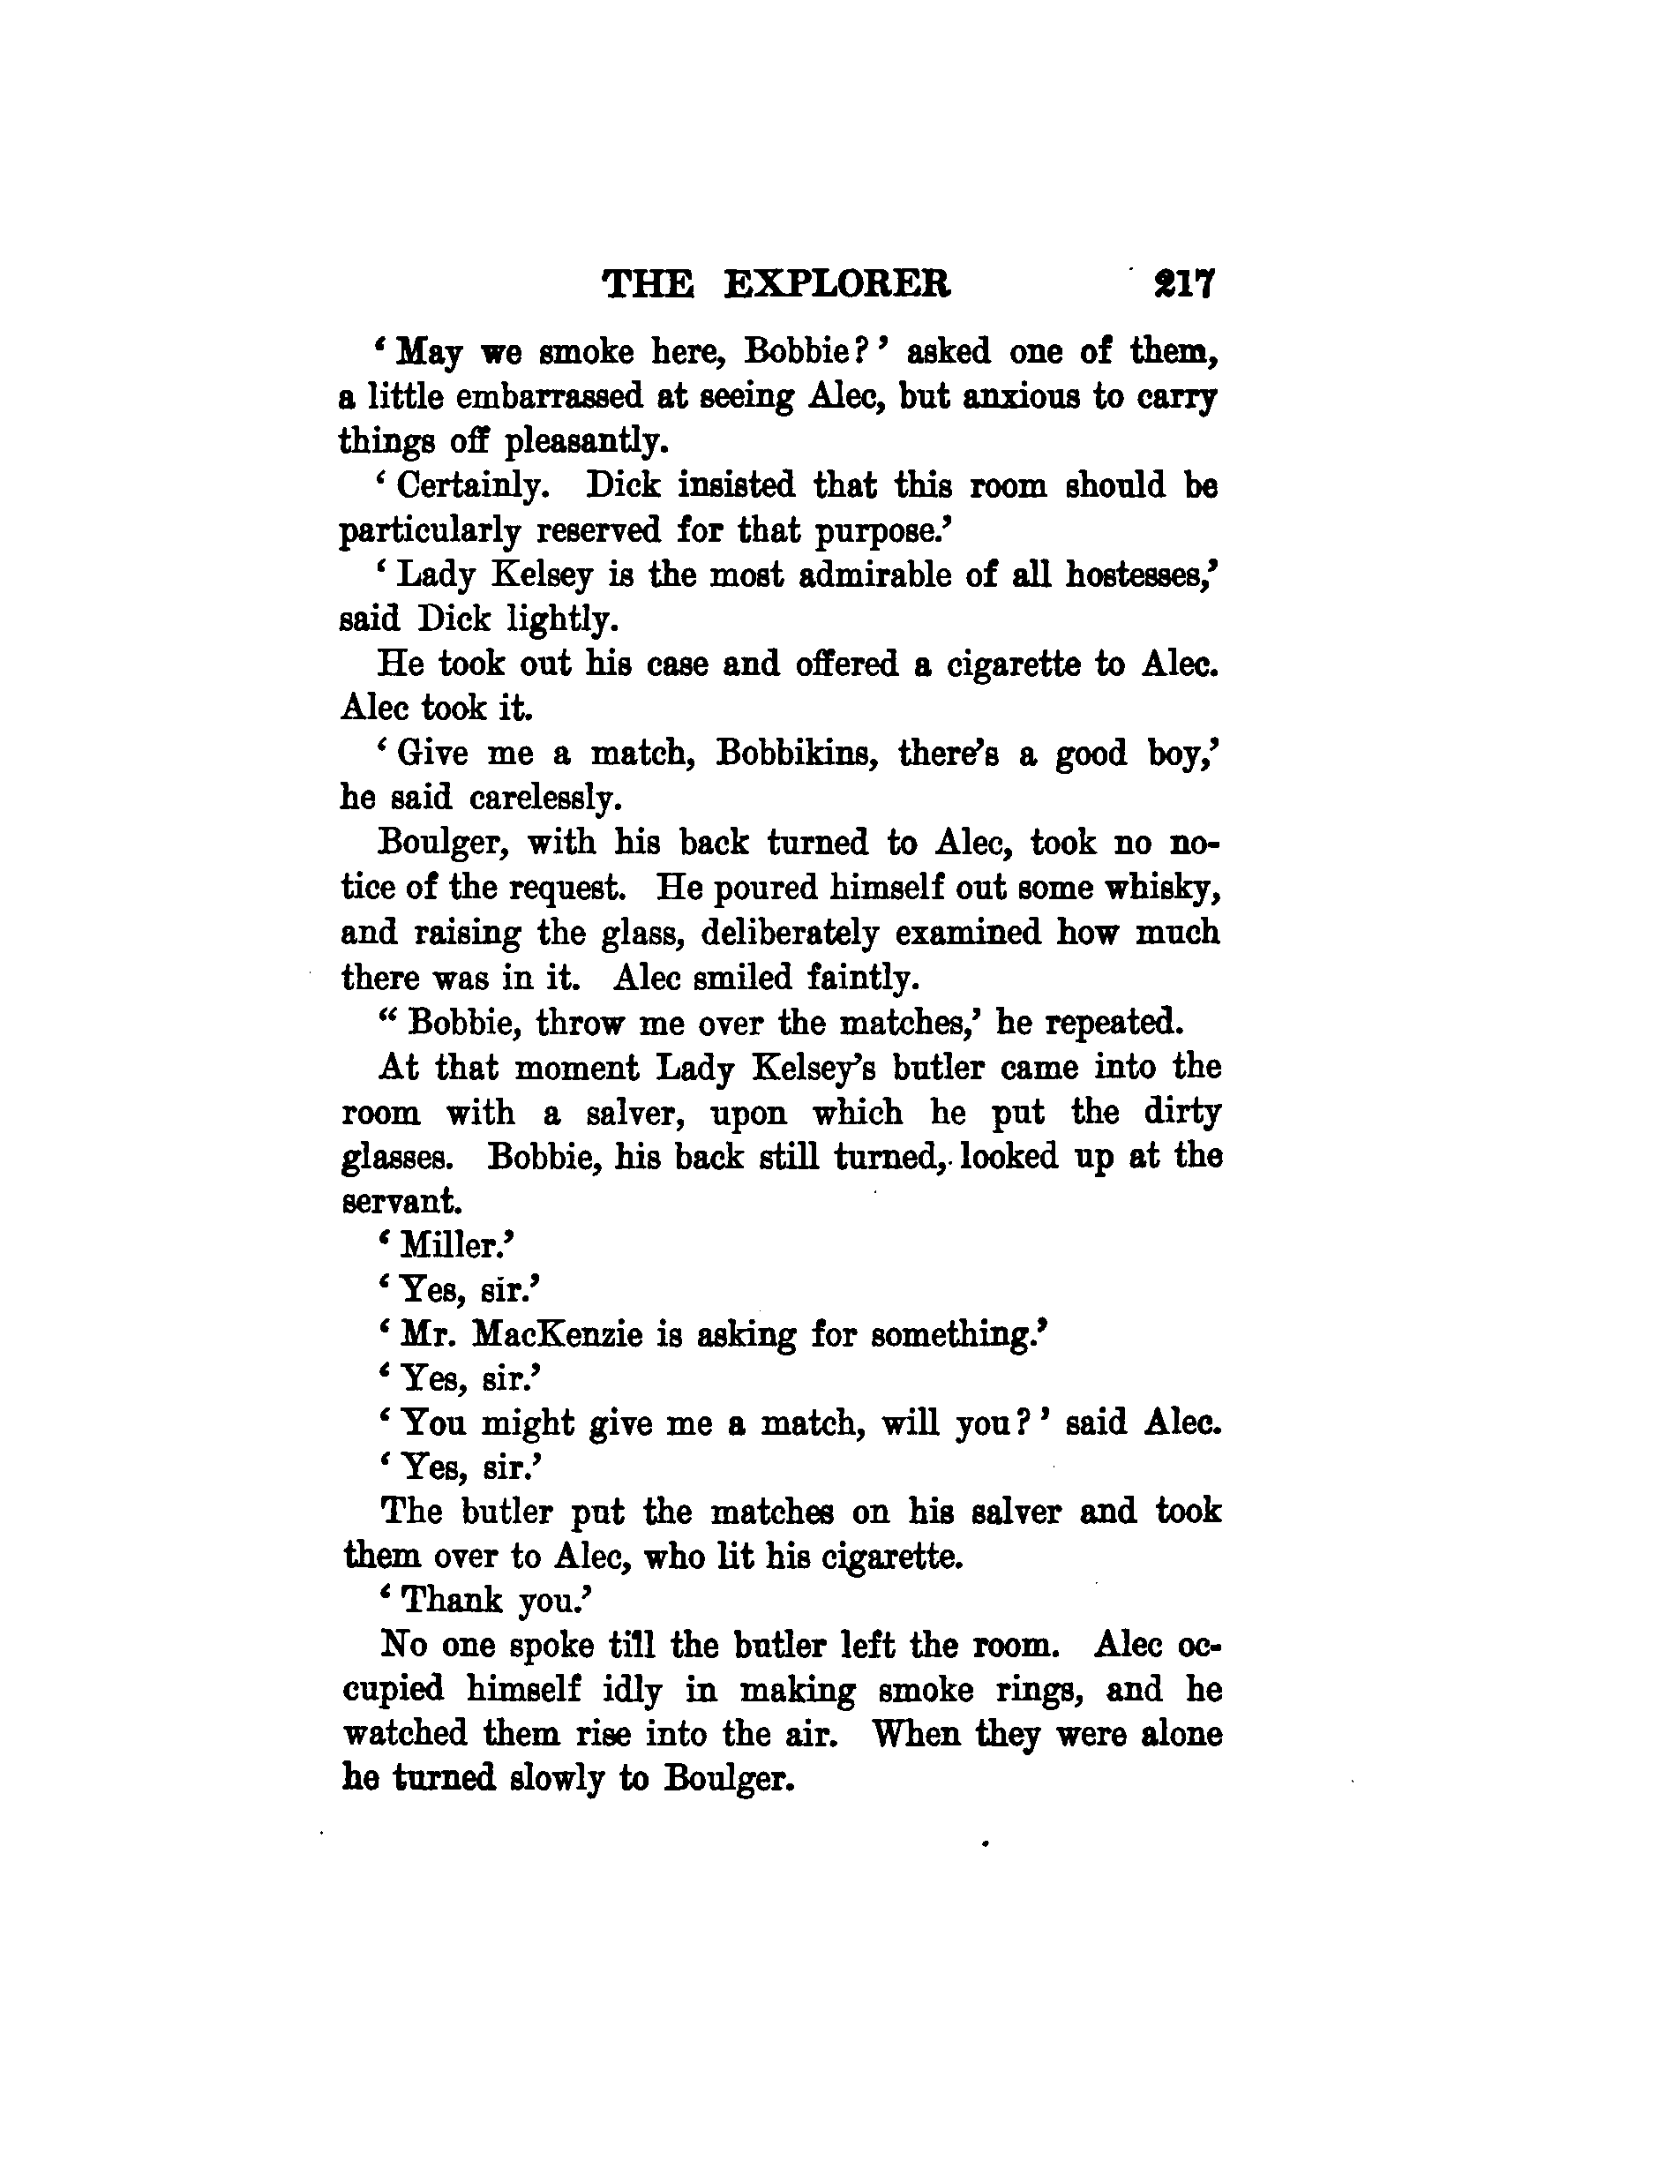 THE EXPLORER 217
‘ May we smoke here, Bobbie? ’ asked one of them,
a little embarrassed at seeing Alec, but anxious to carry
things off pleasantly.
‘ Certainly. Dick insisted that this room should be
particularly reserved for that purpose.’
‘ Lady Kelsey is the most admirable of all hostesses,’
said Dick lightly.
He took out his case and offered a cigarette to Alec.
Alec took it.
‘ Give me a match, Bobbikins, there’s a good boy,’
he said carelessly.
Boulger, with his back turned to Alec, took no no-
tice of the request. He poured himself out some whisky,
and raising the glass, deliberately examined how much
there was in it. Alec smiled faintly.
“ Bobbie, throw me over the matches,’ he repeated.
At that moment Lady Kelsey’s butler came into the
room with a salver, upon which he put the dirty
glasses. Bobbie, his back still turned, looked up at the
servant.
‘ Miller.’
‘ Yes, sir.’
‘ Mr. MacKenzie is asking for something.’
‘ Yes, sir.’
‘ You might give me a match, will you? ’ said Alec.
‘ Yes, sir.’
The butler put the matches on his salver and took
them over to Alec, who lit his cigarette.
‘ Thank you.’
No one spoke till the butler left the room. Alec oc-
cupied himself idly in making smoke rings, and he
watched them rise into the air. When they were alone
he turned slowly to Boulger.